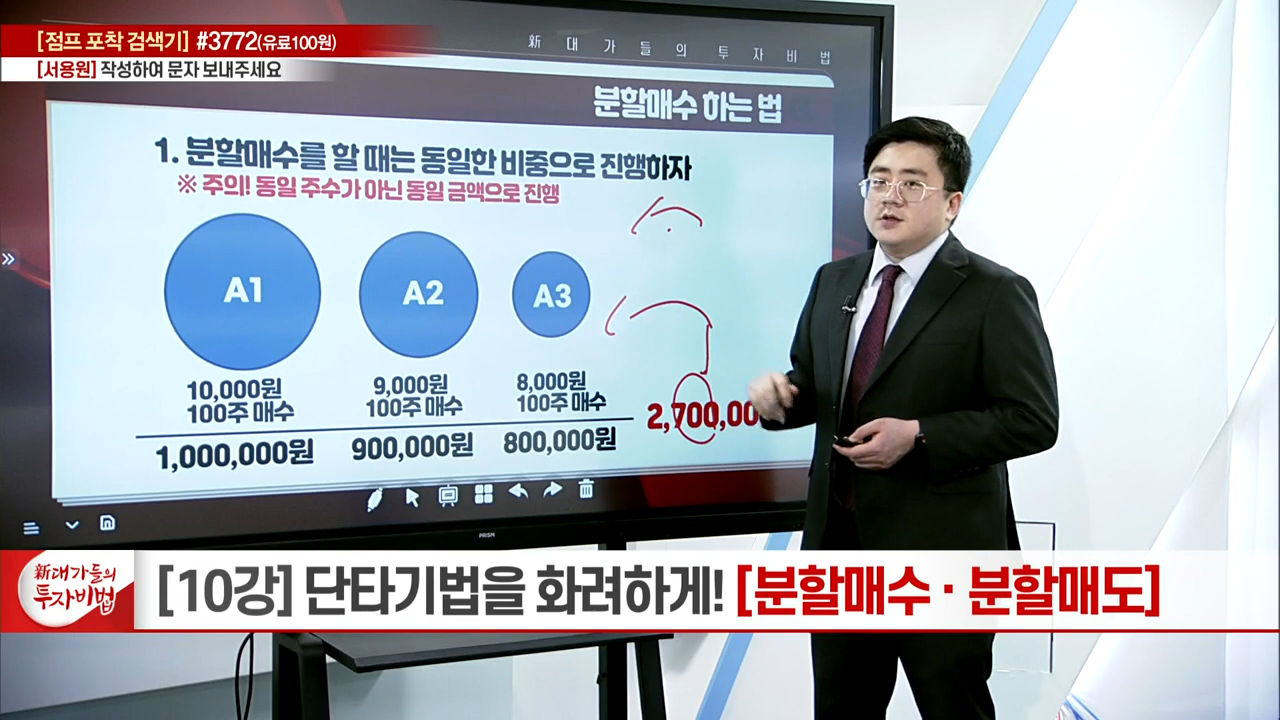 [점프 포착 검색기] #3772(유료100원)
[서용원] 작성하여 문자 보내주세요
新 대 가 들 의 투 자 비 법
분할매수 하는 법
1. 분할매수를 할 때는 동일한 비중으로 진행하자
※ 주의! 동일 주수가 아닌 동일 금액으로 진행
A1
A2
A3
10,000원
100주 매수
9,000원
100주 매수
8,000원
100주 매수
1,000,000원
900,000원
800,000원
2,700,00
PRISM
新대가들의
투자비법
[10강] 단타기법을 화려하게! [분할매수 · 분할매도]